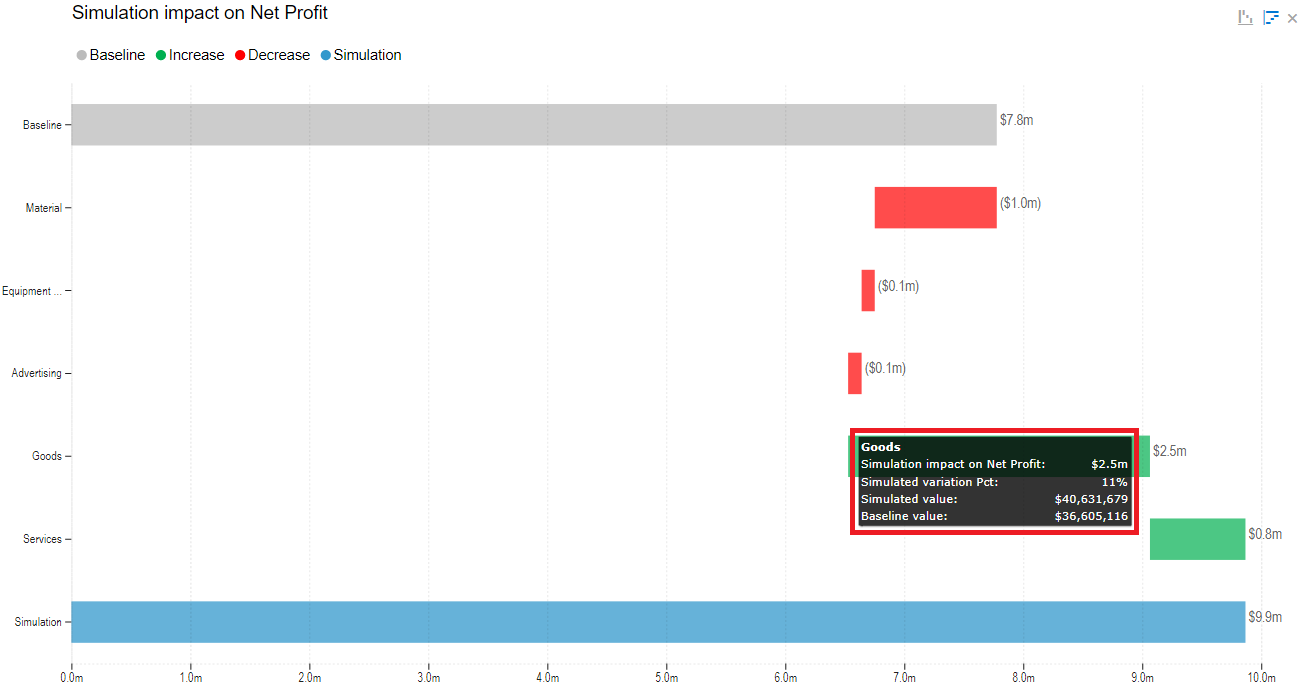 Simulation impact on Net Profit
Baseline Increase Decrease Simulation
Baseline $7.8m
Material ($1.0m)
Equipment ... ($0.1m)
Advertising ($0.1m)
Goods $2.5m
Goods
Simulation impact on Net Profit: $2.5m
Simulated variation Pct: 11%
Simulated value: $40,631,679
Baseline value: $36,605,116
Services $0.8m
Simulation $9.9m
0.0m 1.0m 2.0m 3.0m 4.0m 5.0m 6.0m 7.0m 8.0m 9.0m 10.0m